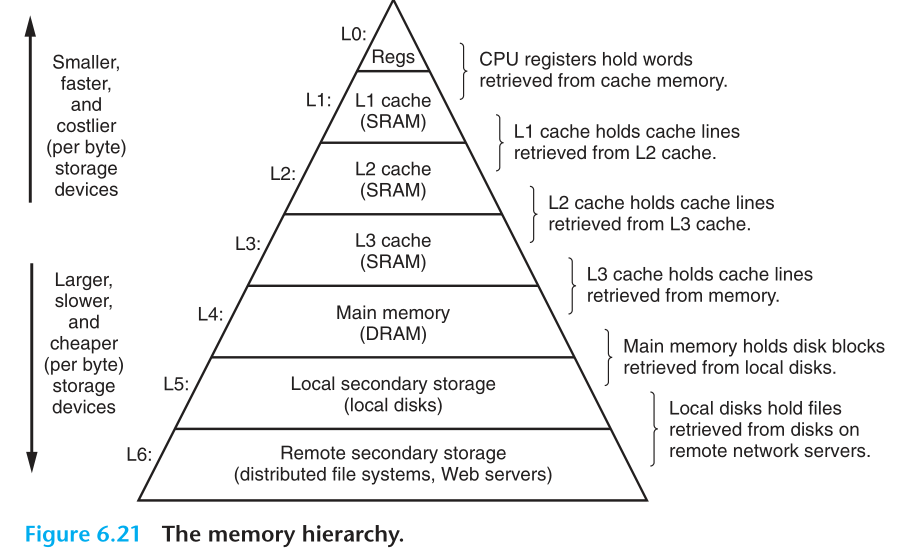 L0:
Regs
CPU registers hold words
retrieved from cache memory.
Smaller,
faster,
and
costlier
(per byte)
storage
devices
L1:
L1 cache
(SRAM)
L1 cache holds cache lines
retrieved from L2 cache.
L2:
L2 cache
(SRAM)
L2 cache holds cache lines
retrieved from L3 cache.
L3:
L3 cache
(SRAM)
L3 cache holds cache lines
retrieved from memory.
Larger,
slower,
and
cheaper
(per byte)
storage
devices
L4:
Main memory
(DRAM)
Main memory holds disk blocks
retrieved from local disks.
L5:
Local secondary storage
(local disks)
Local disks hold files
retrieved from disks on
remote network servers.
L6:
Remote secondary storage
(distributed file systems, Web servers)
Figure 6.21 The memory hierarchy.